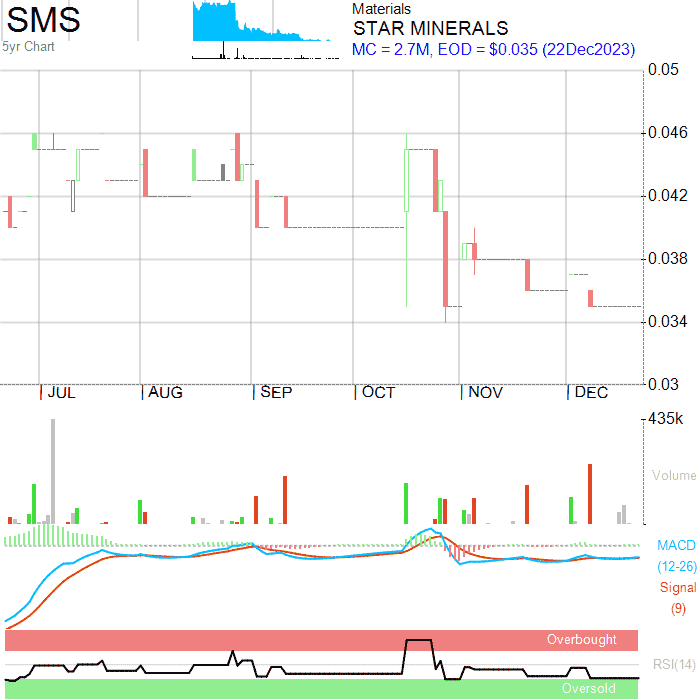 SMS
5yr Chart
Materials
STAR MINERALS
MC = 2.7M, EOD = $0.035 (22Dec2023)
0.05
0.046
0.042
0.038
0.034
0.03
JUL AUG SEP OCT NOV DEC
435k
Volume
MACD
(12-26)
Signal
(9)
Overbought
RSI(14)
Oversold